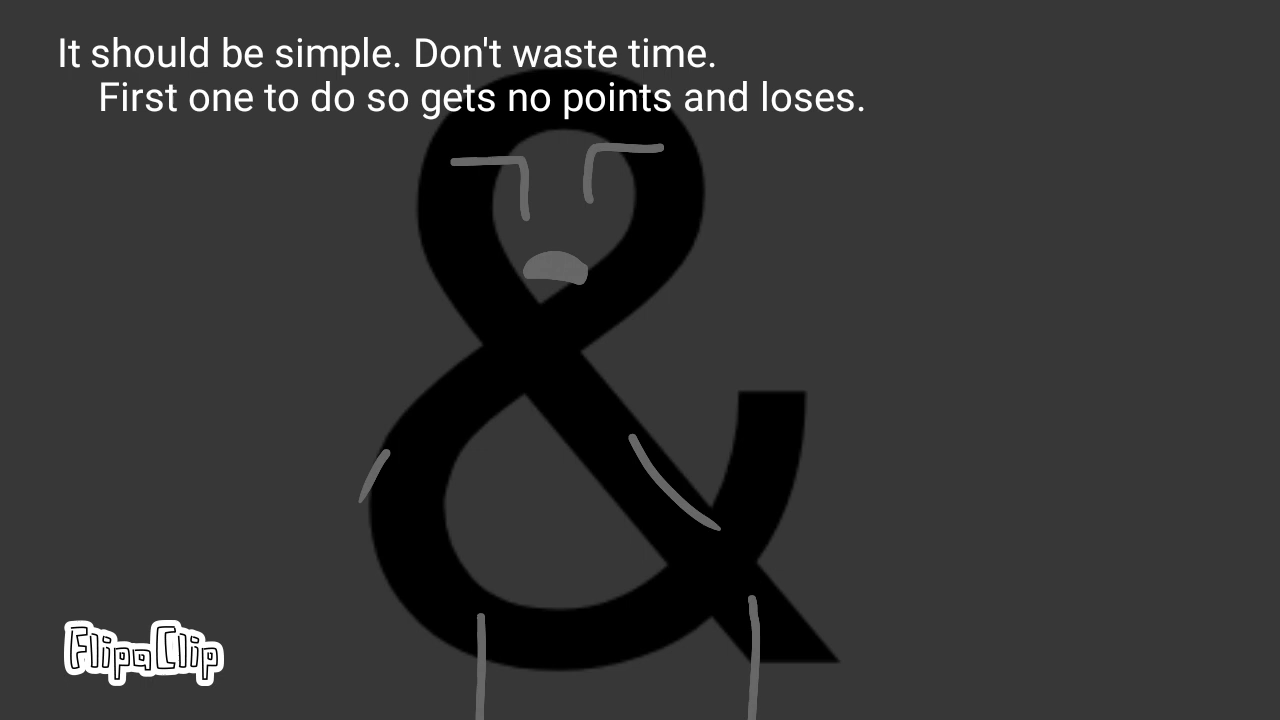 It should be simple. Don't waste time.
First one to do so gets no points and loses.
&
FlipaClip